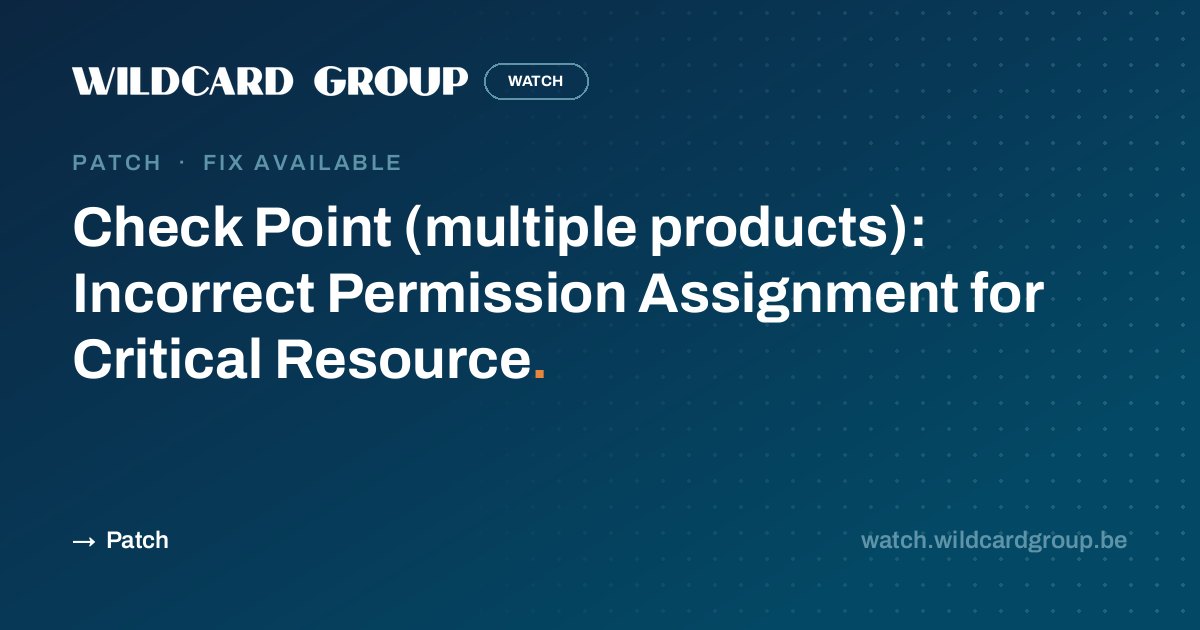 WILDCARD GROUP WATCH
PATCH · FIX AVAILABLE
Check Point (multiple products):
Incorrect Permission Assignment for
Critical Resource.
→ Patch
watch.wildcardgroup.be